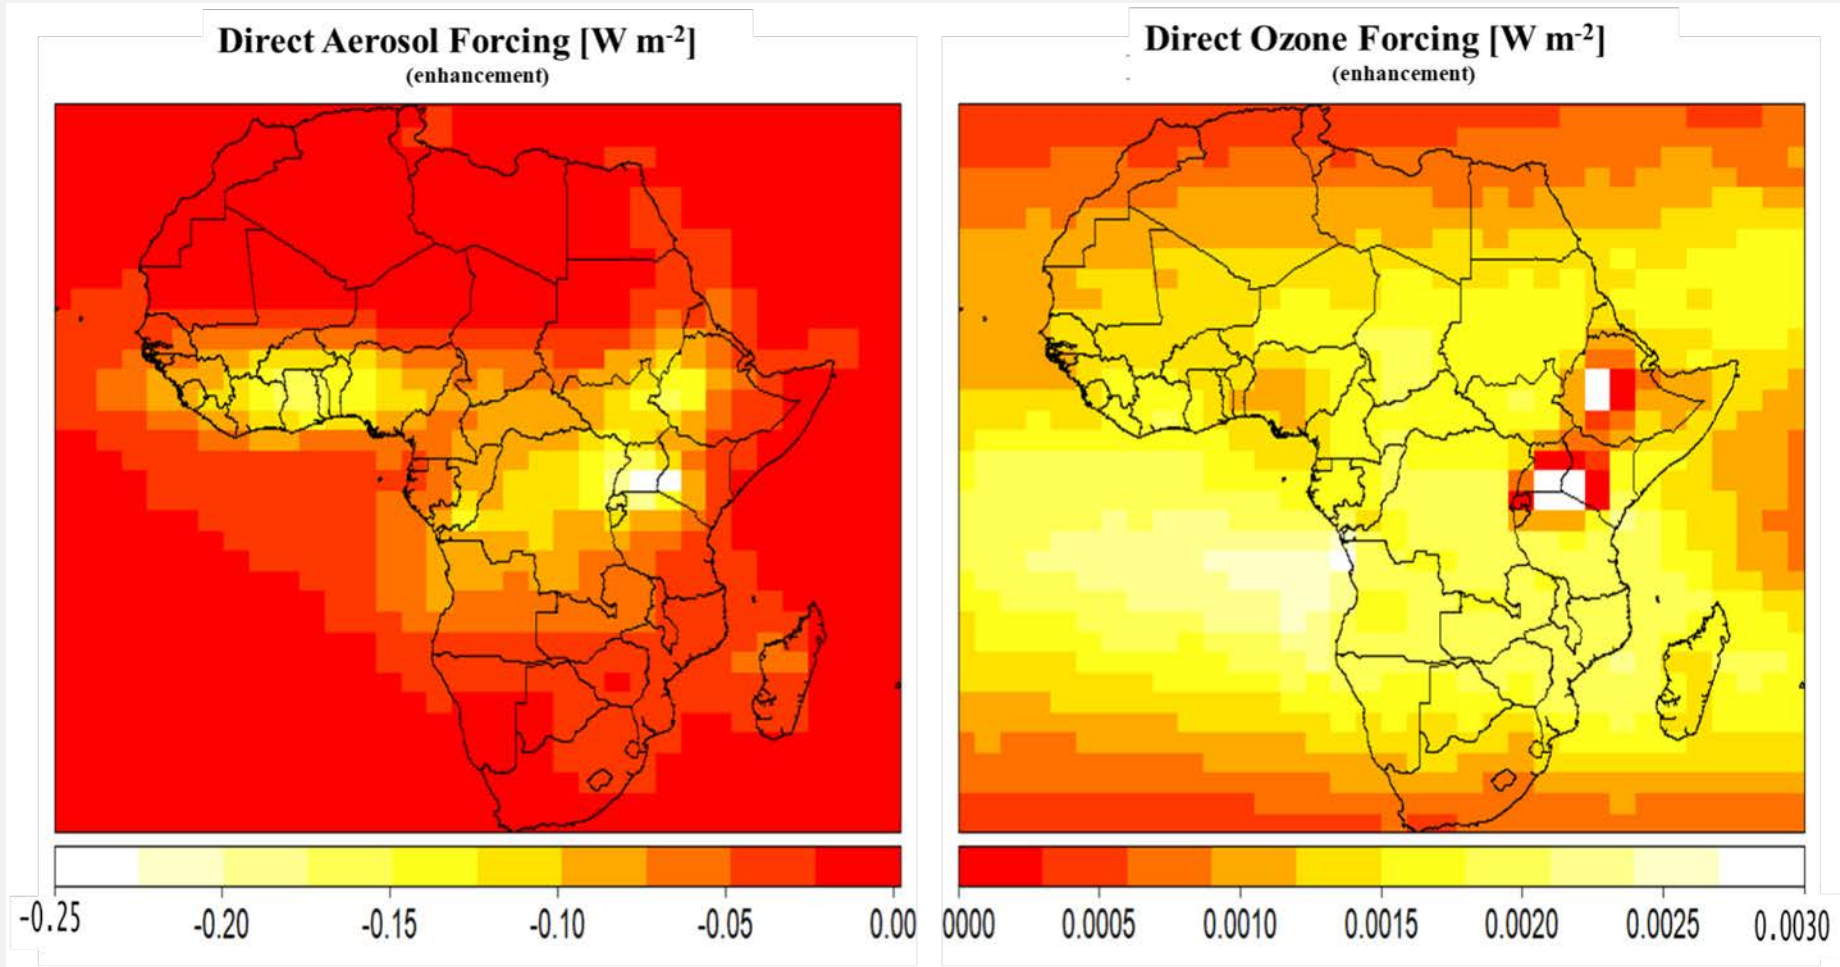 Direct Aerosol Forcing [W m-2]
(enhancement)
-0.25 -0.20 -0.15 -0.10 -0.05 0.00
Direct Ozone Forcing [W m-2]
(enhancement)
0000 0.0005 0.0010 0.0015 0.0020 0.0025 0.0030